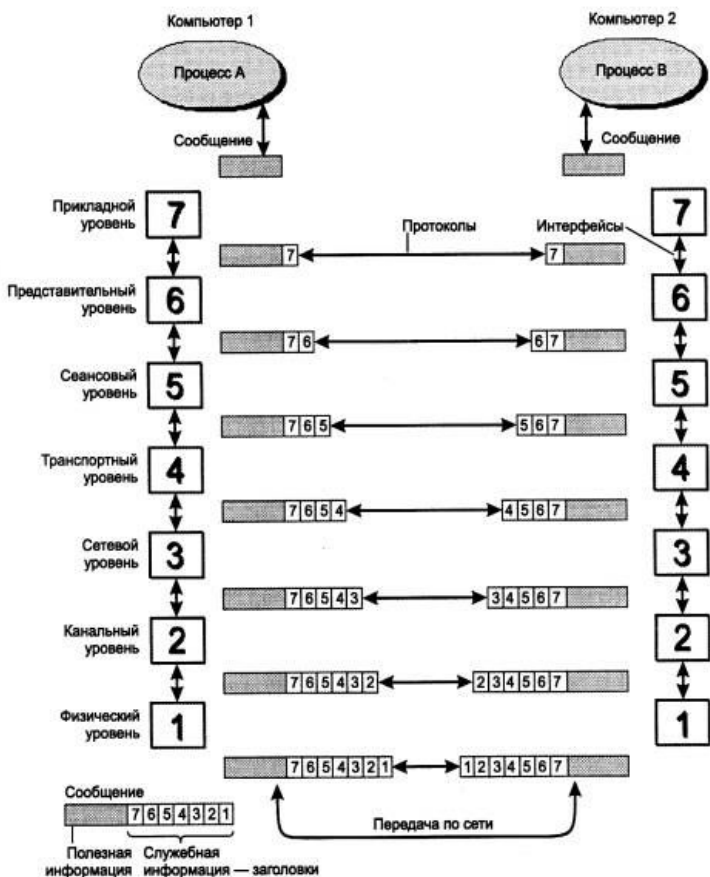 Компьютер 1
Компьютер 2
Процесс А
Процесс В
Сообщение
Сообщение
Прикладной
уровень
7
7
Протоколы
Интерфейсы
7
7
Представительный
уровень
6
6
7 6
6 7
Сеансовый
уровень
5
5
7 6 5
5 6 7
Транспортный
уровень
4
4
7 6 5 4
4 5 6 7
Сетевой
уровень
3
3
7 6 5 4 3
3 4 5 6 7
Канальный
уровень
2
2
7 6 5 4 3 2
2 3 4 5 6 7
Физический
уровень
1
1
7 6 5 4 3 2 1
1 2 3 4 5 6 7
Сообщение
7 6 5 4 3 2 1
Передача по сети
Полезная
информация
Служебная
информация — заголовки